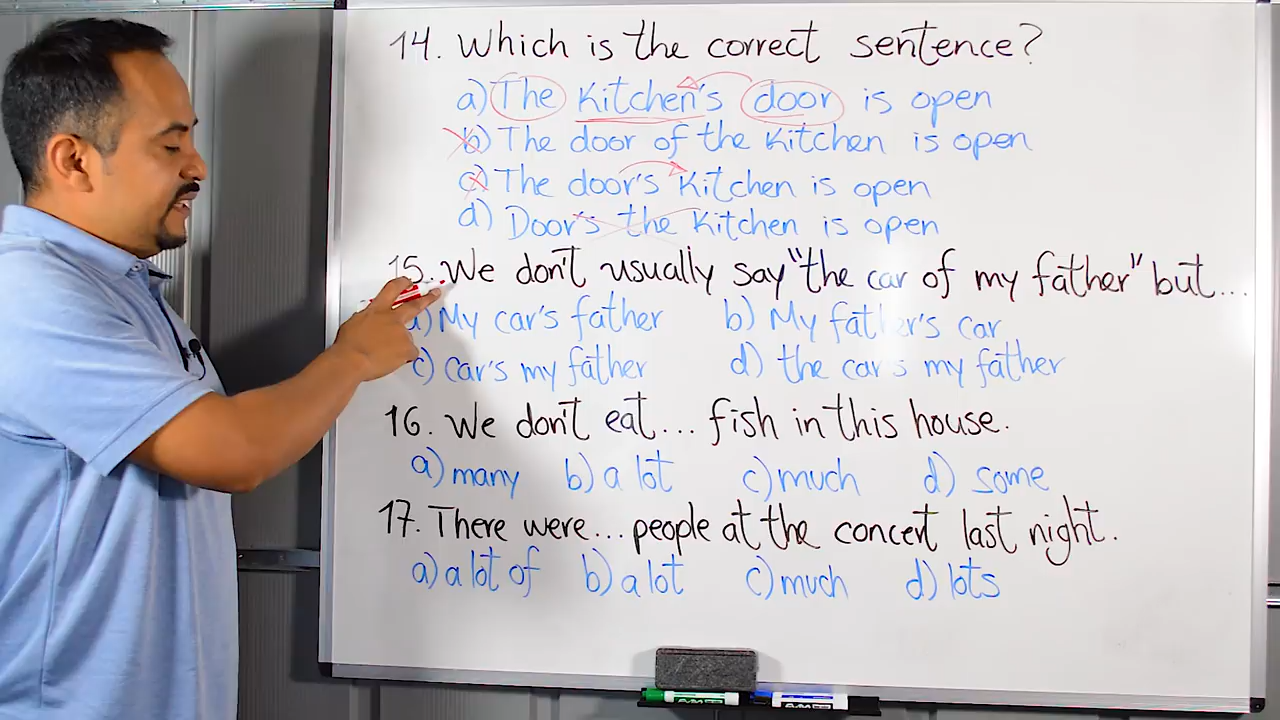 14. Which is the correct sentence?
a) The kitchen's door is open
b) The door of the kitchen is open
c) The door's kitchen is open
d) Door's the kitchen is open
15. We don't usually say "the car of my father" but...
a) My car's father b) My father's car
c) car's my father d) the car's my father
16. We don't eat... fish in this house.
a) many b) a lot c) much d) some
17. There were... people at the concert last night.
a) a lot of b) a lot c) much d) lots
EXPO EXPO